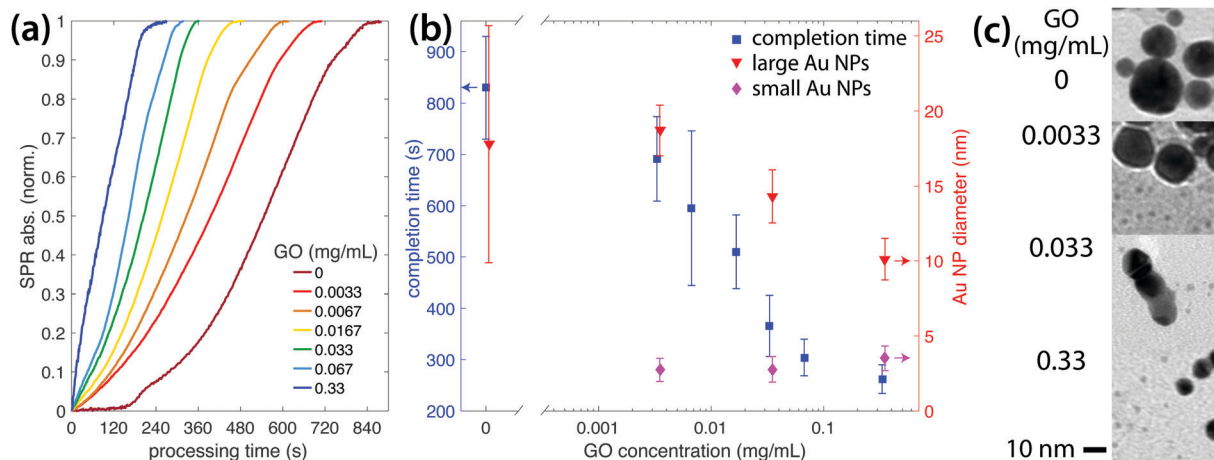 (a)
1
0.9
0.8
0.7
0.6
0.5
0.4
0.3
0.2
0.1
0
SPR abs. (norm.)
0 120 240 360 480 600 720 840
processing time (s)
GO (mg/mL)
0
0.0033
0.0067
0.0167
0.033
0.067
0.33
(b)
900
800
700
600
500
400
300
200
completion time (s)
completion time
large Au NPs
small Au NPs
0 0.001 0.01 0.1
GO concentration (mg/mL)
25
20
15
10
5
0
Au NP diameter (nm)
(c)
GO
(mg/mL)
0
0.0033
0.033
0.33
10 nm